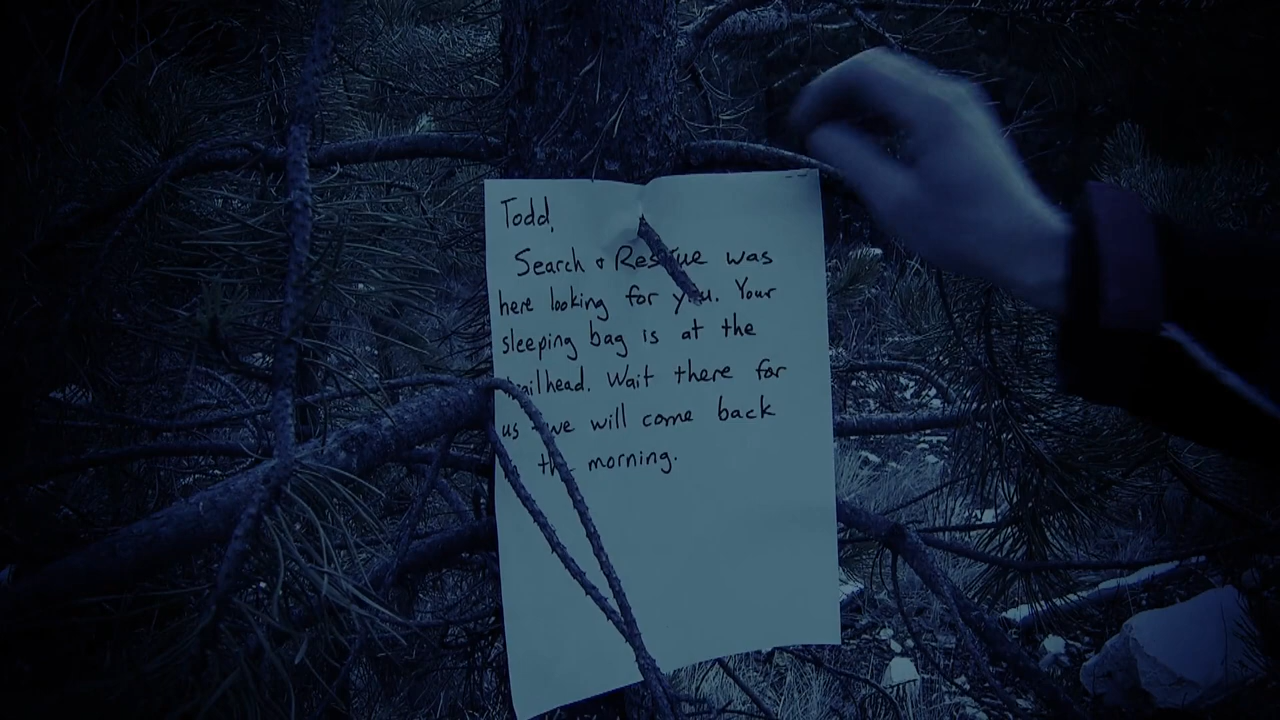 Todd,
Search & Rescue was
here looking for you. Your
sleeping bag is at the
trailhead. Wait there for
us we will come back
the morning.